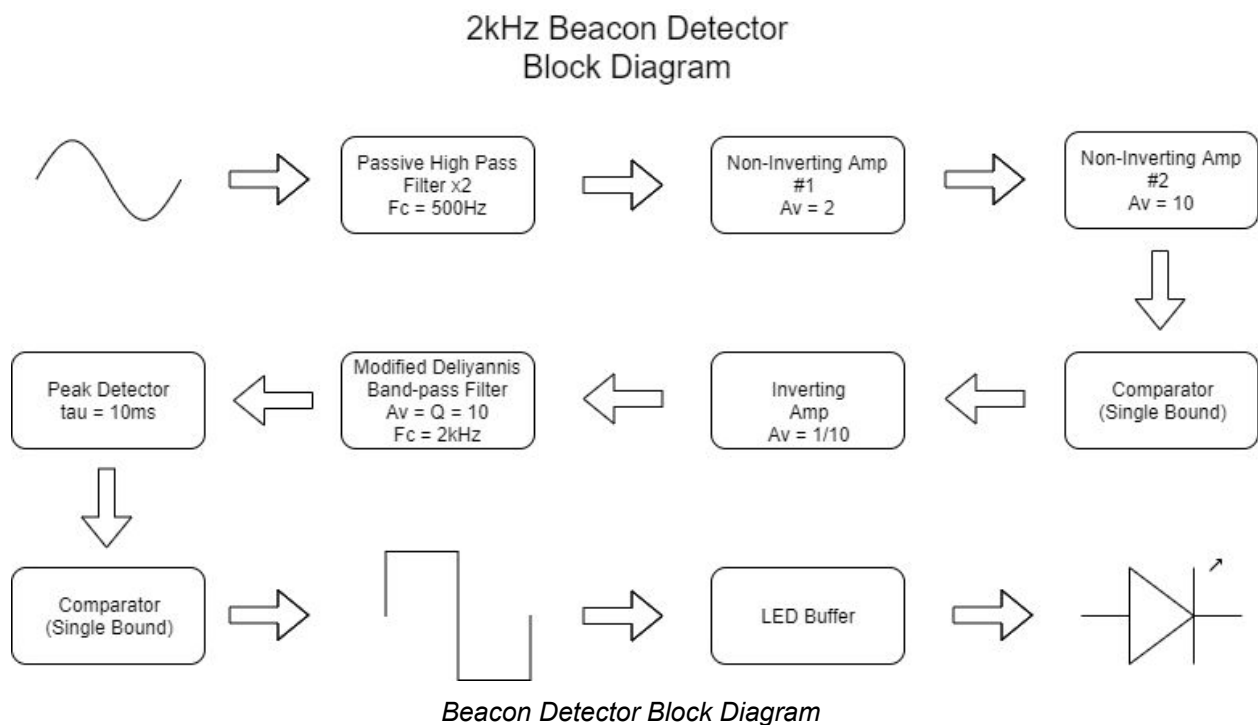 2kHz Beacon Detector
Block Diagram
Passive High Pass
Filter x2
Fc = 500Hz
Non-Inverting Amp
#1
Av = 2
Non-Inverting Amp
#2
Av = 10
Peak Detector
tau = 10ms
Modified Deliyannis
Band-pass Filter
Av = Q = 10
Fc = 2kHz
Inverting
Amp
Av = 1/10
Comparator
(Single Bound)
Comparator
(Single Bound)
LED Buffer
Beacon Detector Block Diagram